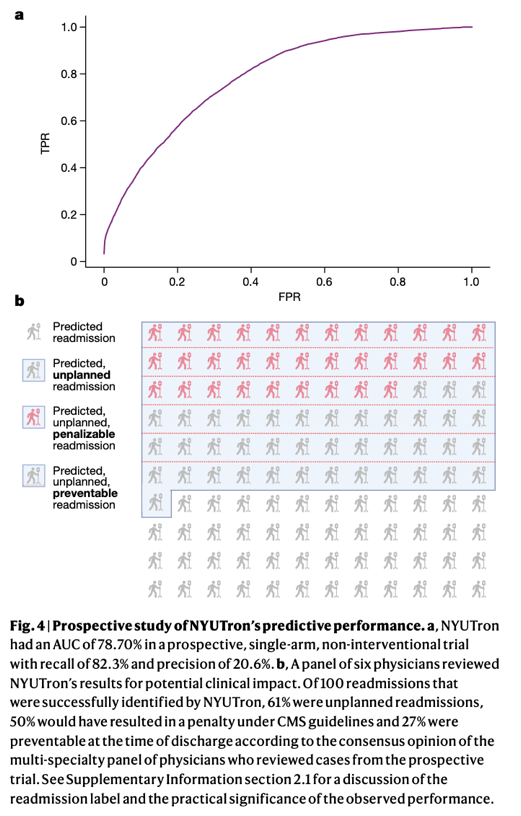 a
1.0
0.8
0.6
TPR
0.4
0.2
0
0 0.2 0.4 0.6 0.8 1.0
FPR
b
Predicted
readmission
Predicted,
unplanned
readmission
Predicted,
unplanned,
penalizable
readmission
Predicted,
unplanned,
preventable
readmission
Fig. 4 | Prospective study of NYUTron’s predictive performance. a, NYUTron
had an AUC of 78.70% in a prospective, single-arm, non-interventional trial
with recall of 82.3% and precision of 20.6%. b, A panel of six physicians reviewed
NYUTron’s results for potential clinical impact. Of 100 readmissions that
were successfully identified by NYUTron, 61% were unplanned readmissions,
50% would have resulted in a penalty under CMS guidelines and 27% were
preventable at the time of discharge according to the consensus opinion of the
multi-specialty panel of physicians who reviewed cases from the prospective
trial. See Supplementary Information section 2.1 for a discussion of the
readmission label and the practical significance of the observed performance.